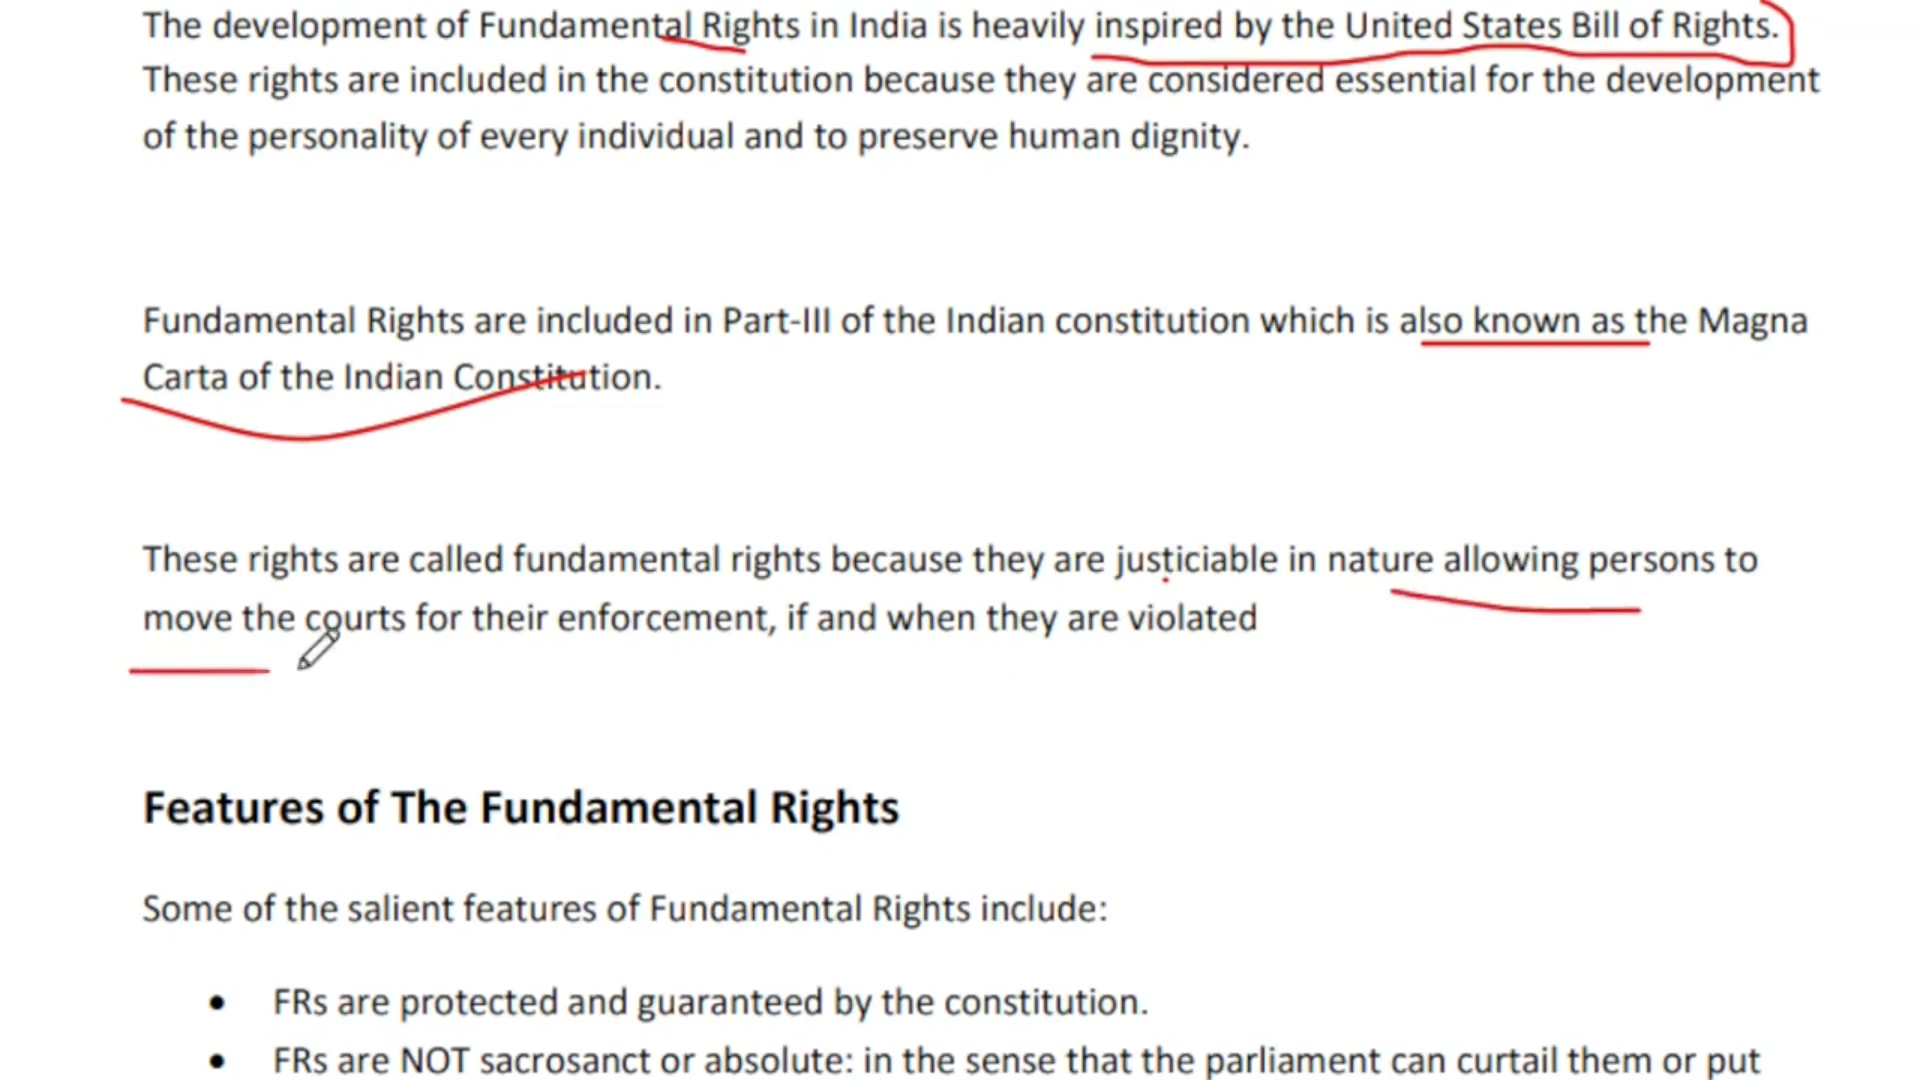 The development of Fundamental Rights in India is heavily inspired by the United States Bill of Rights.
These rights are included in the constitution because they are considered essential for the development
of the personality of every individual and to preserve human dignity.
Fundamental Rights are included in Part-III of the Indian constitution which is also known as the Magna
Carta of the Indian Constitution.
These rights are called fundamental rights because they are justiciable in nature allowing persons to
move the courts for their enforcement, if and when they are violated
Features of The Fundamental Rights
Some of the salient features of Fundamental Rights include:
• FRs are protected and guaranteed by the constitution.
• FRs are NOT sacrosanct or absolute: in the sense that the parliament can curtail them or put